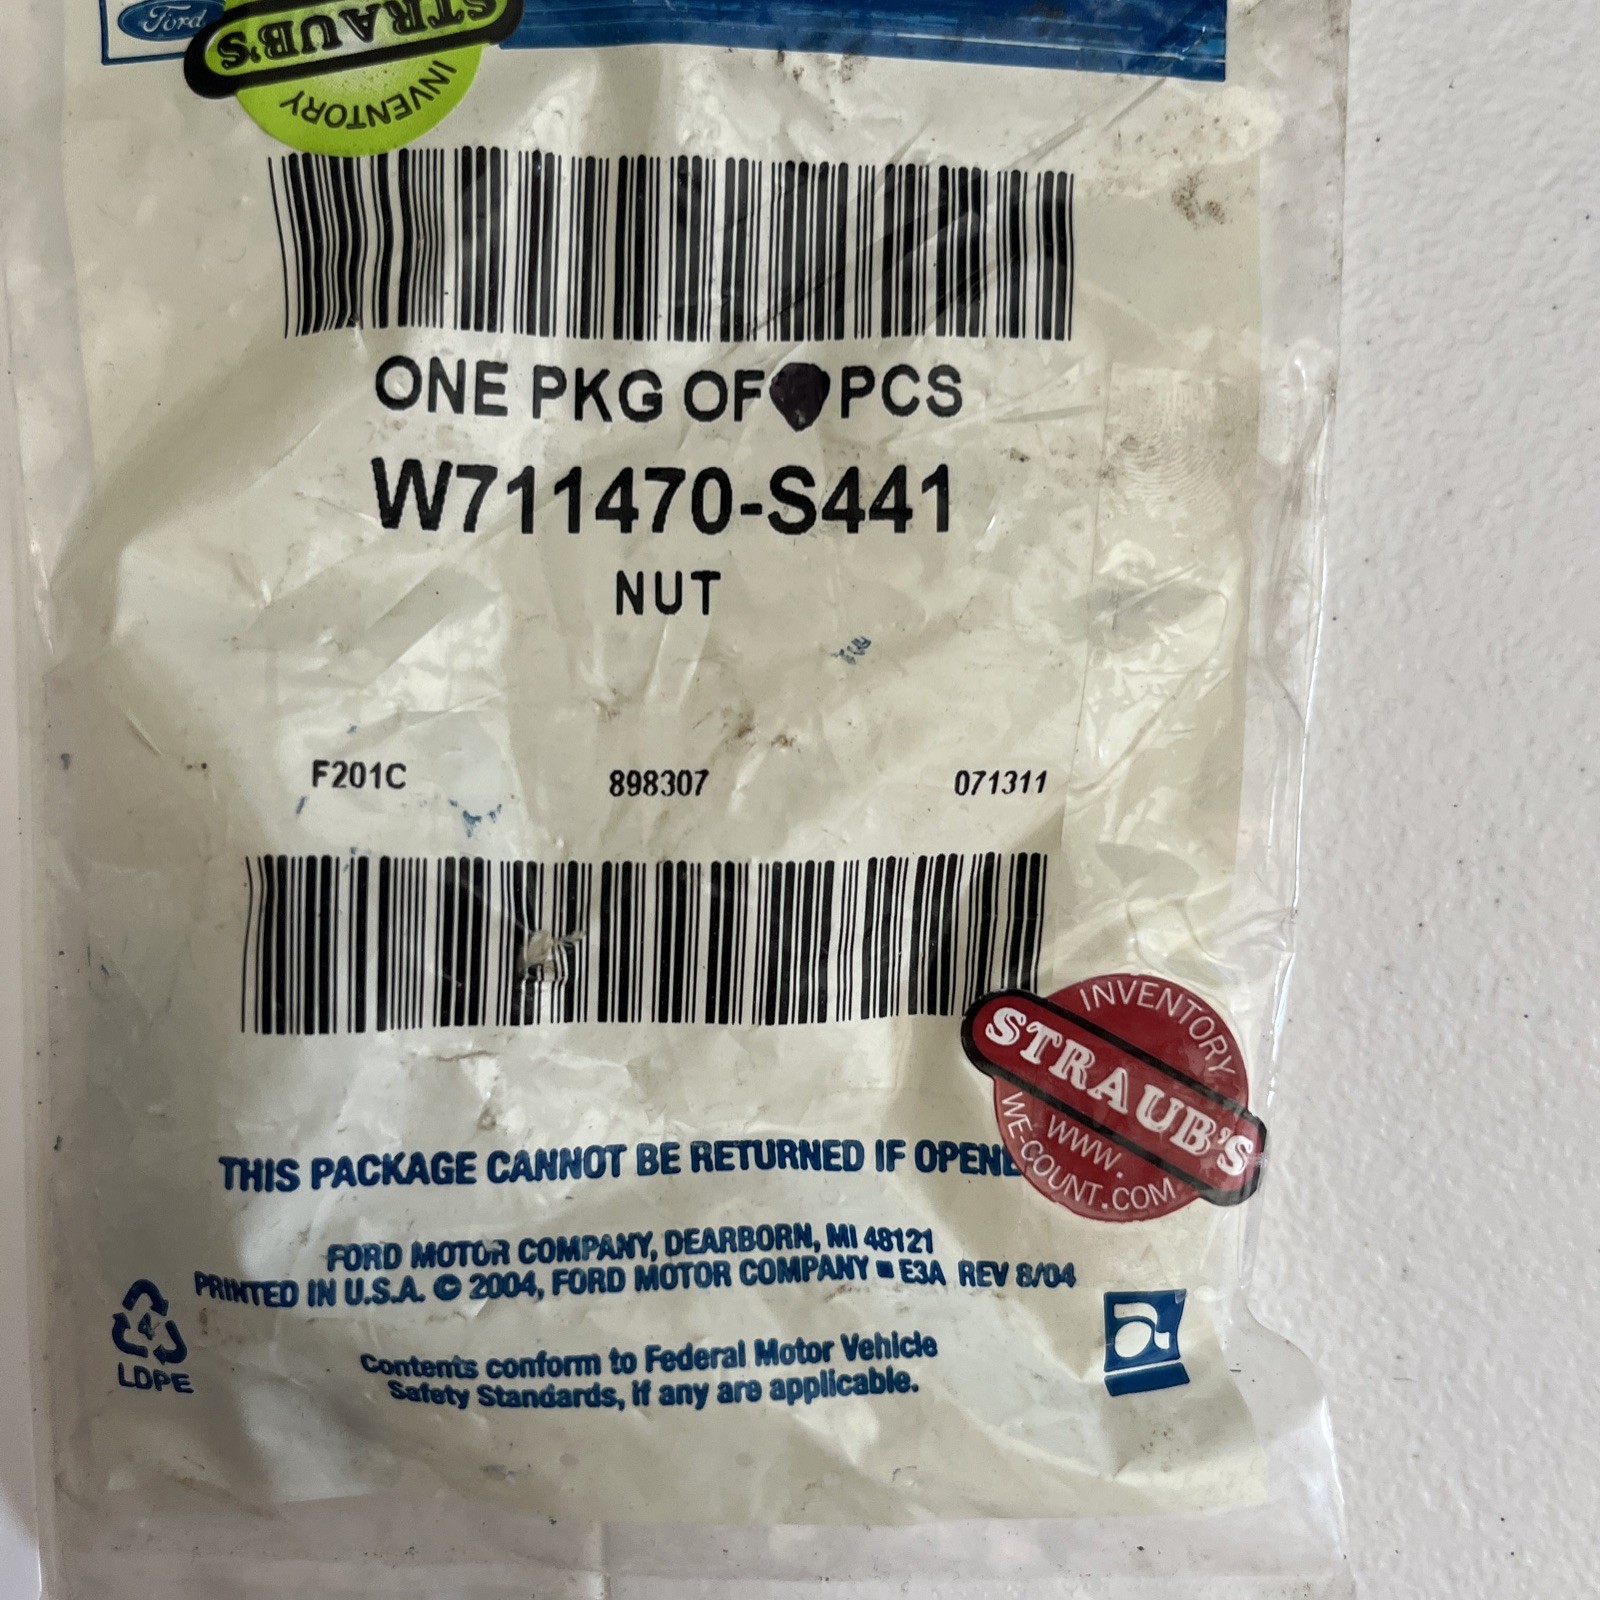 Ford
STRAUB'S
INVENTORY
ONE PKG OF PCS
W711470-S441
NUT
F201C 898307 071311
INVENTORY
STRAUB'S
WWW.
WE-COUNT.COM
THIS PACKAGE CANNOT BE RETURNED IF OPENE
FORD MOTOR COMPANY, DEARBORN, MI 48121
PRINTED IN U.S.A. © 2004, FORD MOTOR COMPANY ■ E3A REV 8/04
4
LDPE
Contents conform to Federal Motor Vehicle
Safety Standards, if any are applicable.
a